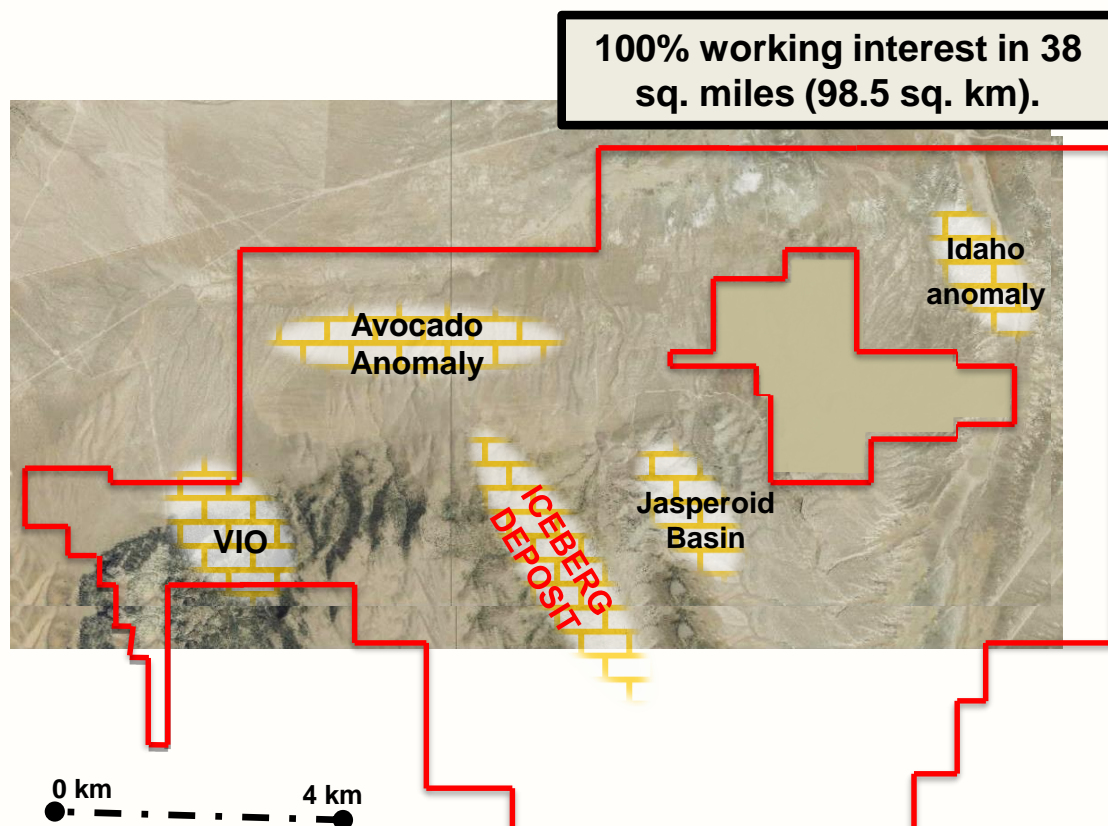 100% working interest in 38
sq. miles (98.5 sq. km).
Idaho
anomaly
Avocado
Anomaly
Jasperoid
Basin
VIO
ICEBERG
DEPOSIT
0 km
4 km